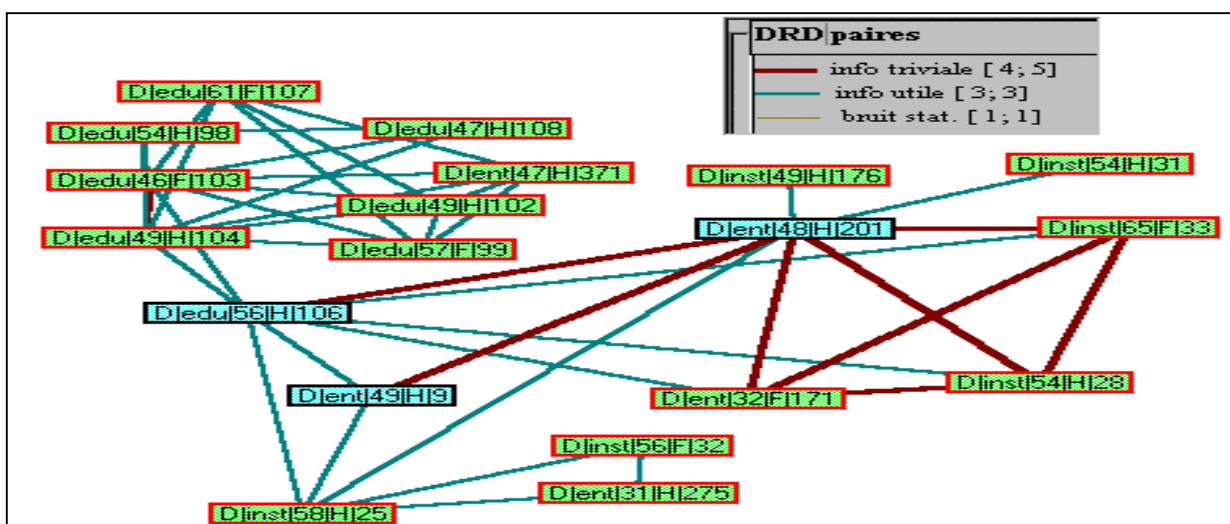 DRD|paires
info triviale [ 4; 5]
info utile [ 3; 3]
bruit stat. [ 1; 1]
D|edu|61|F|107
D|edu|54|H|98
D|edu|47|H|108
D|edu|46|F|103
D|ent|47|H|371
D|edu|49|H|102
D|edu|49|H|104
D|edu|57|F|99
D|inst|49|H|176
D|inst|54|H|31
D|ent|48|H|201
D|inst|65|F|33
D|edu|56|H|106
D|ent|49|H|9
D|ent|32|F|171
D|inst|54|H|28
D|inst|56|F|32
D|ent|31|H|275
D|inst|58|H|25